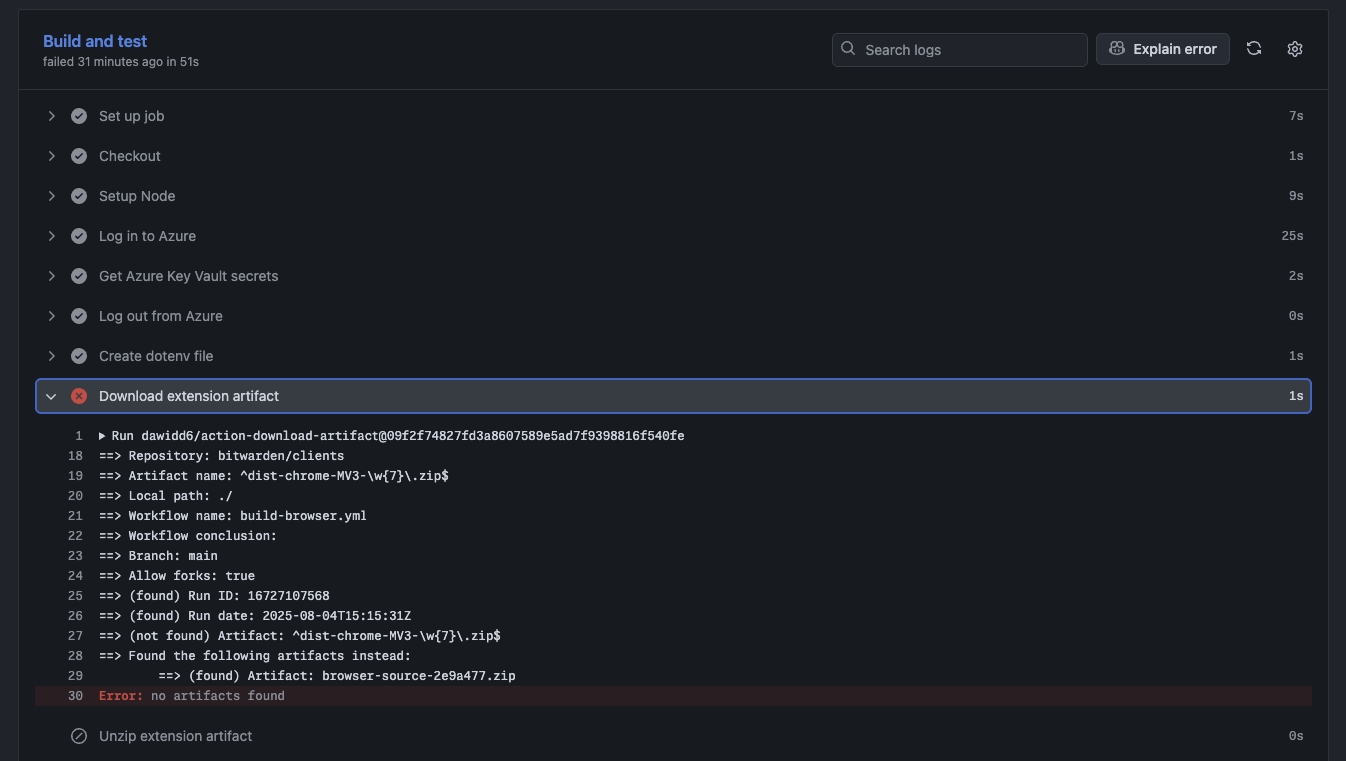 Build and test
failed 31 minutes ago in 51s
Search logs
Explain error
Set up job 7s
Checkout 1s
Setup Node 9s
Log in to Azure 25s
Get Azure Key Vault secrets 2s
Log out from Azure 0s
Create dotenv file 1s
Download extension artifact 1s
1 Run dawidd6/action-download-artifact@09f2f74827fd3a8607589e5ad7f9398816f540fe
18 ==> Repository: bitwarden/clients
19 ==> Artifact name: ^dist-chrome-MV3-\w{7}\.zip$
20 ==> Local path: ./
21 ==> Workflow name: build-browser.yml
22 ==> Workflow conclusion:
23 ==> Branch: main
24 ==> Allow forks: true
25 ==> (found) Run ID: 16727107568
26 ==> (found) Run date: 2025-08-04T15:15:31Z
27 ==> (not found) Artifact: ^dist-chrome-MV3-\w{7}\.zip$
28 ==> Found the following artifacts instead:
29 ==> (found) Artifact: browser-source-2e9a477.zip
30 Error: no artifacts found
Unzip extension artifact 0s